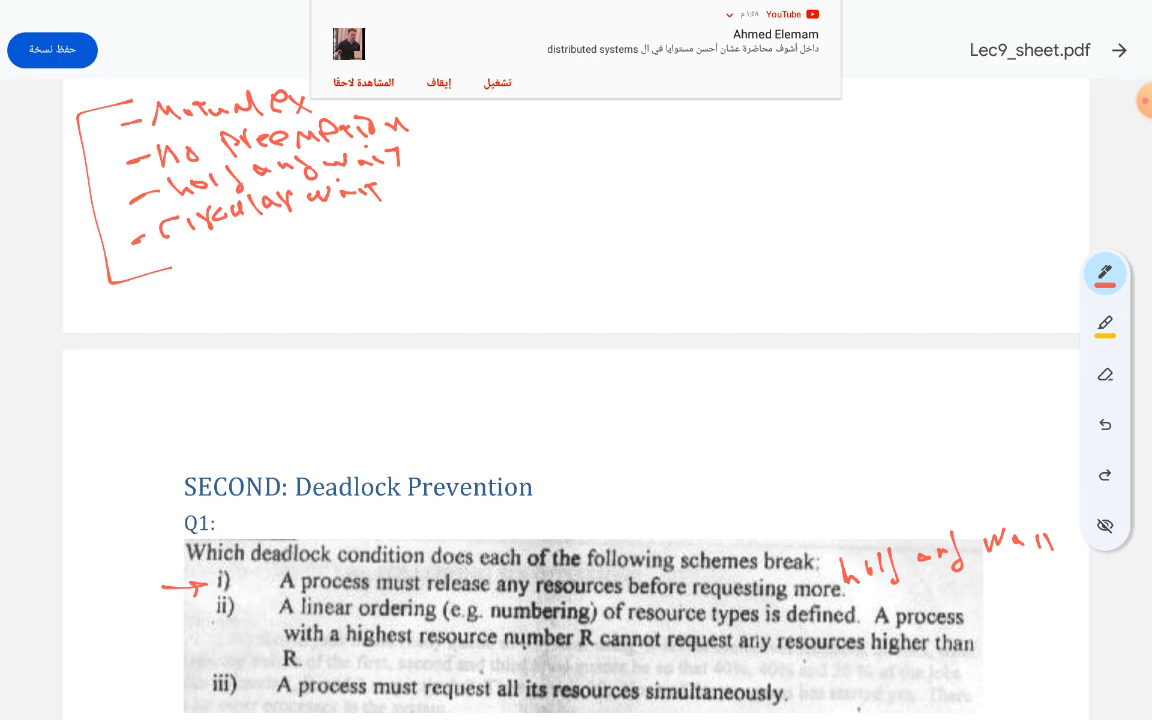 YouTube ١:٥٨ م
Ahmed Elemam
داخل أشوف محاضرة عشان أحسن مستوايا في ال distributed systems
تشغيل إيقاف المشاهدة لاحقًا
حفظ نسخة
Lec9_sheet.pdf
- Motual EX
- no preemption
- hold and wait
- circular wait
SECOND: Deadlock Prevention
Q1:
Which deadlock condition does each of the following schemes break:
hold and wait
i) A process must release any resources before requesting more.
ii) A linear ordering (e.g. numbering) of resource types is defined. A process
with a highest resource number R cannot request any resources higher than
R
iii) A process must request all its resources simultaneously.